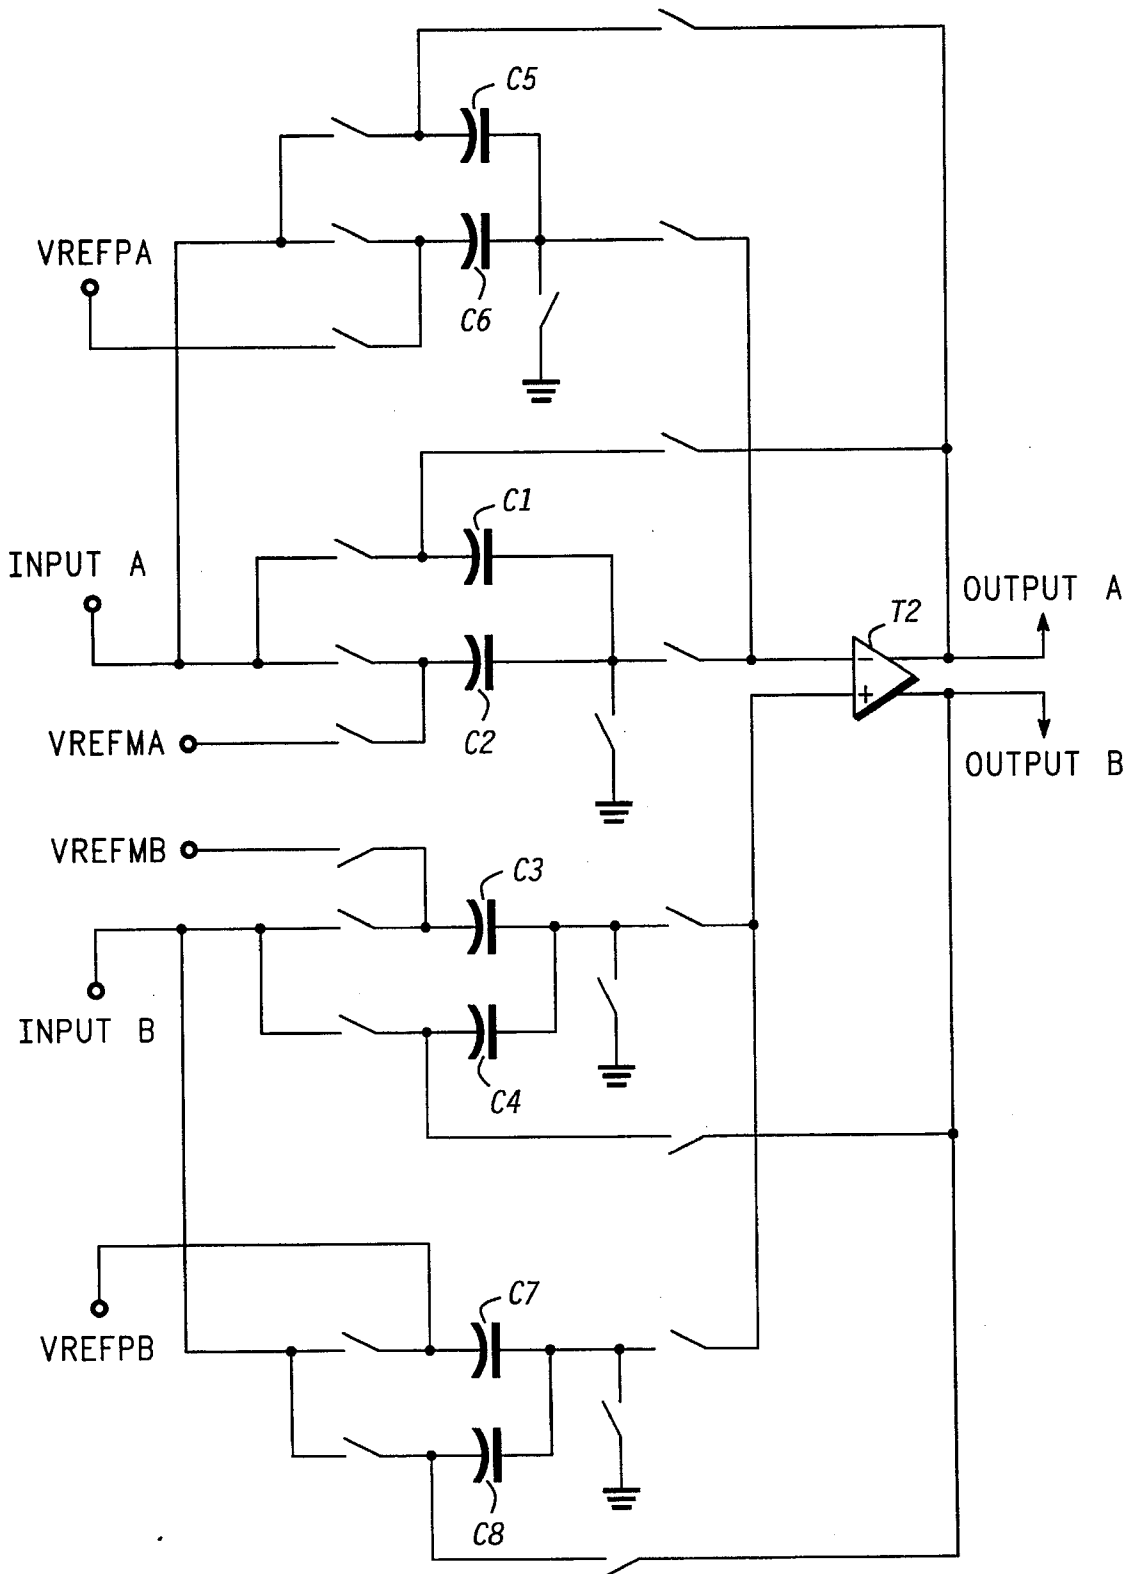 C5
VREFPA
C6
C1
INPUT A
OUTPUT A
T2
−
+
VREFMA
C2
OUTPUT B
VREFMB
C3
INPUT B
C4
C7
VREFPB
C8